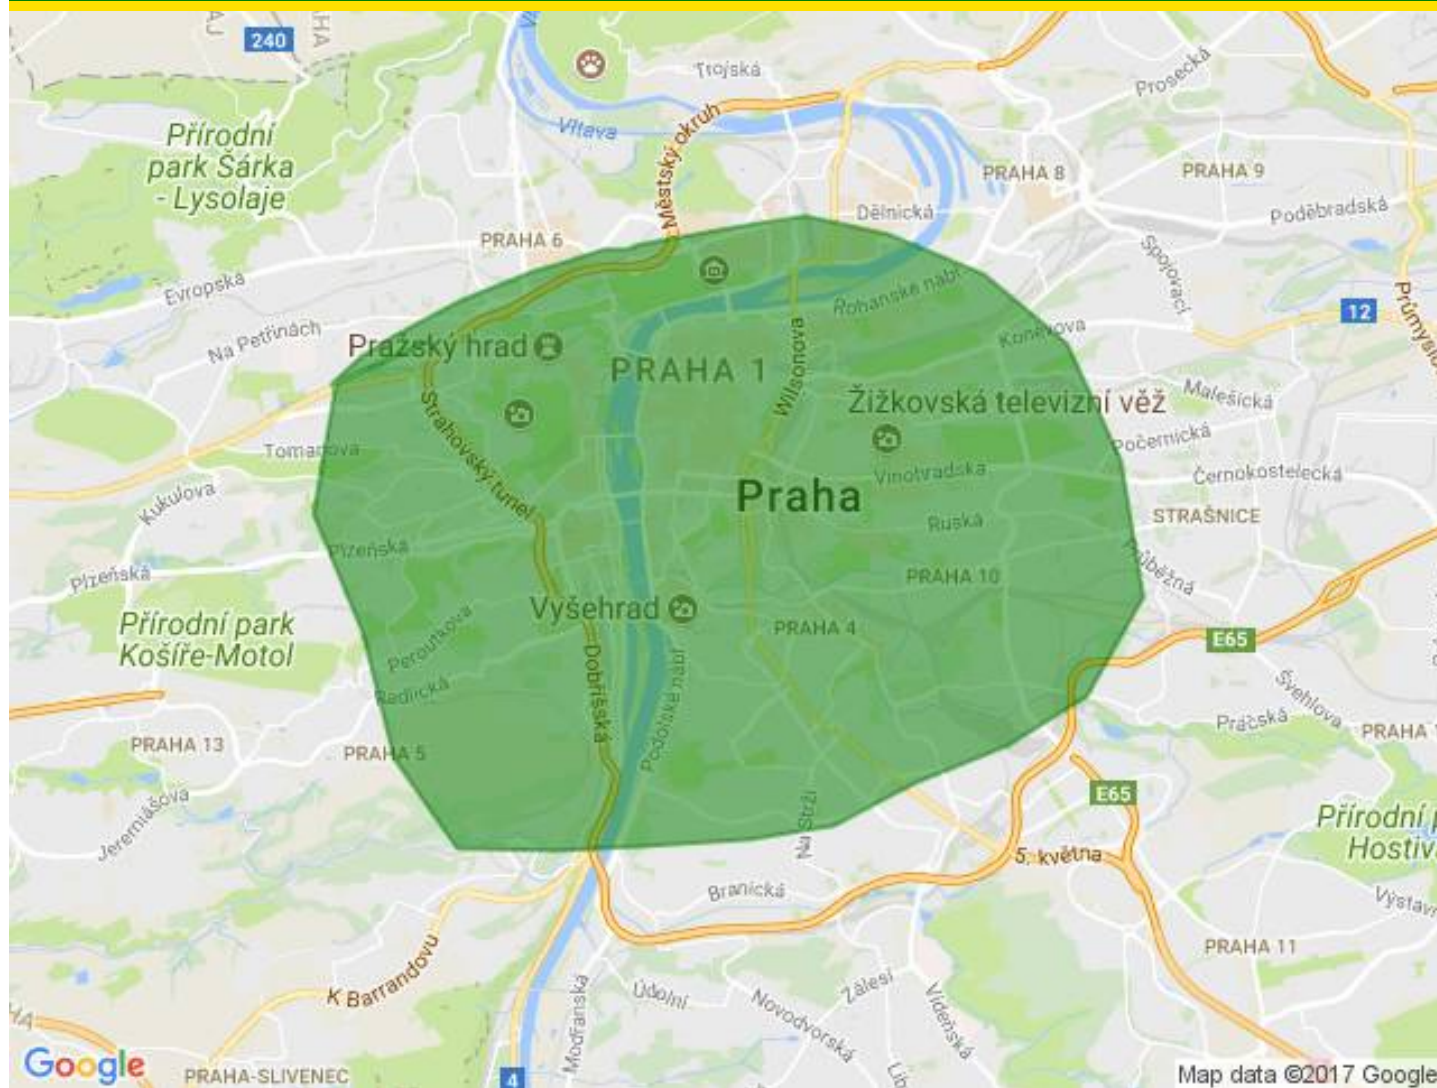 240
Trojská
Prosecká
Vltava
Městský okruh
Přírodní
park Šárka
- Lysolaje
PRAHA 8
PRAHA 9
Dělnická
Poděbradská
PRAHA 6
Spojovací
Evropská
Rohanské nábř
12
Na Petřinách
Koněvova
Pražský hrad
PRAHA 1
Wilsonova
Malešická
Strahovský tunel
Žižkovská televizní věž
Tomanova
Počernická
Kukulova
Vinohradská
Černokostelecká
Praha
STRAŠNICE
Ruská
Plzeňská
Průběžná
Plzeňská
PRAHA 10
Přírodní park
Košíře-Motol
Vyšehrad
PRAHA 4
Peroutkova
E65
Radlická
Dobříšská
Podolské nábř
Švehlova
Práčská
PRAHA 13
PRAHA 5
Jeremiášova
E65
Na Strži
5. května
Branická
K Barrandovu
PRAHA 11
Údolní
Zálesí
Novodvorská
Vídeňská
Modřanská
Google
PRAHA-SLIVENEC
4
Map data ©2017 Google